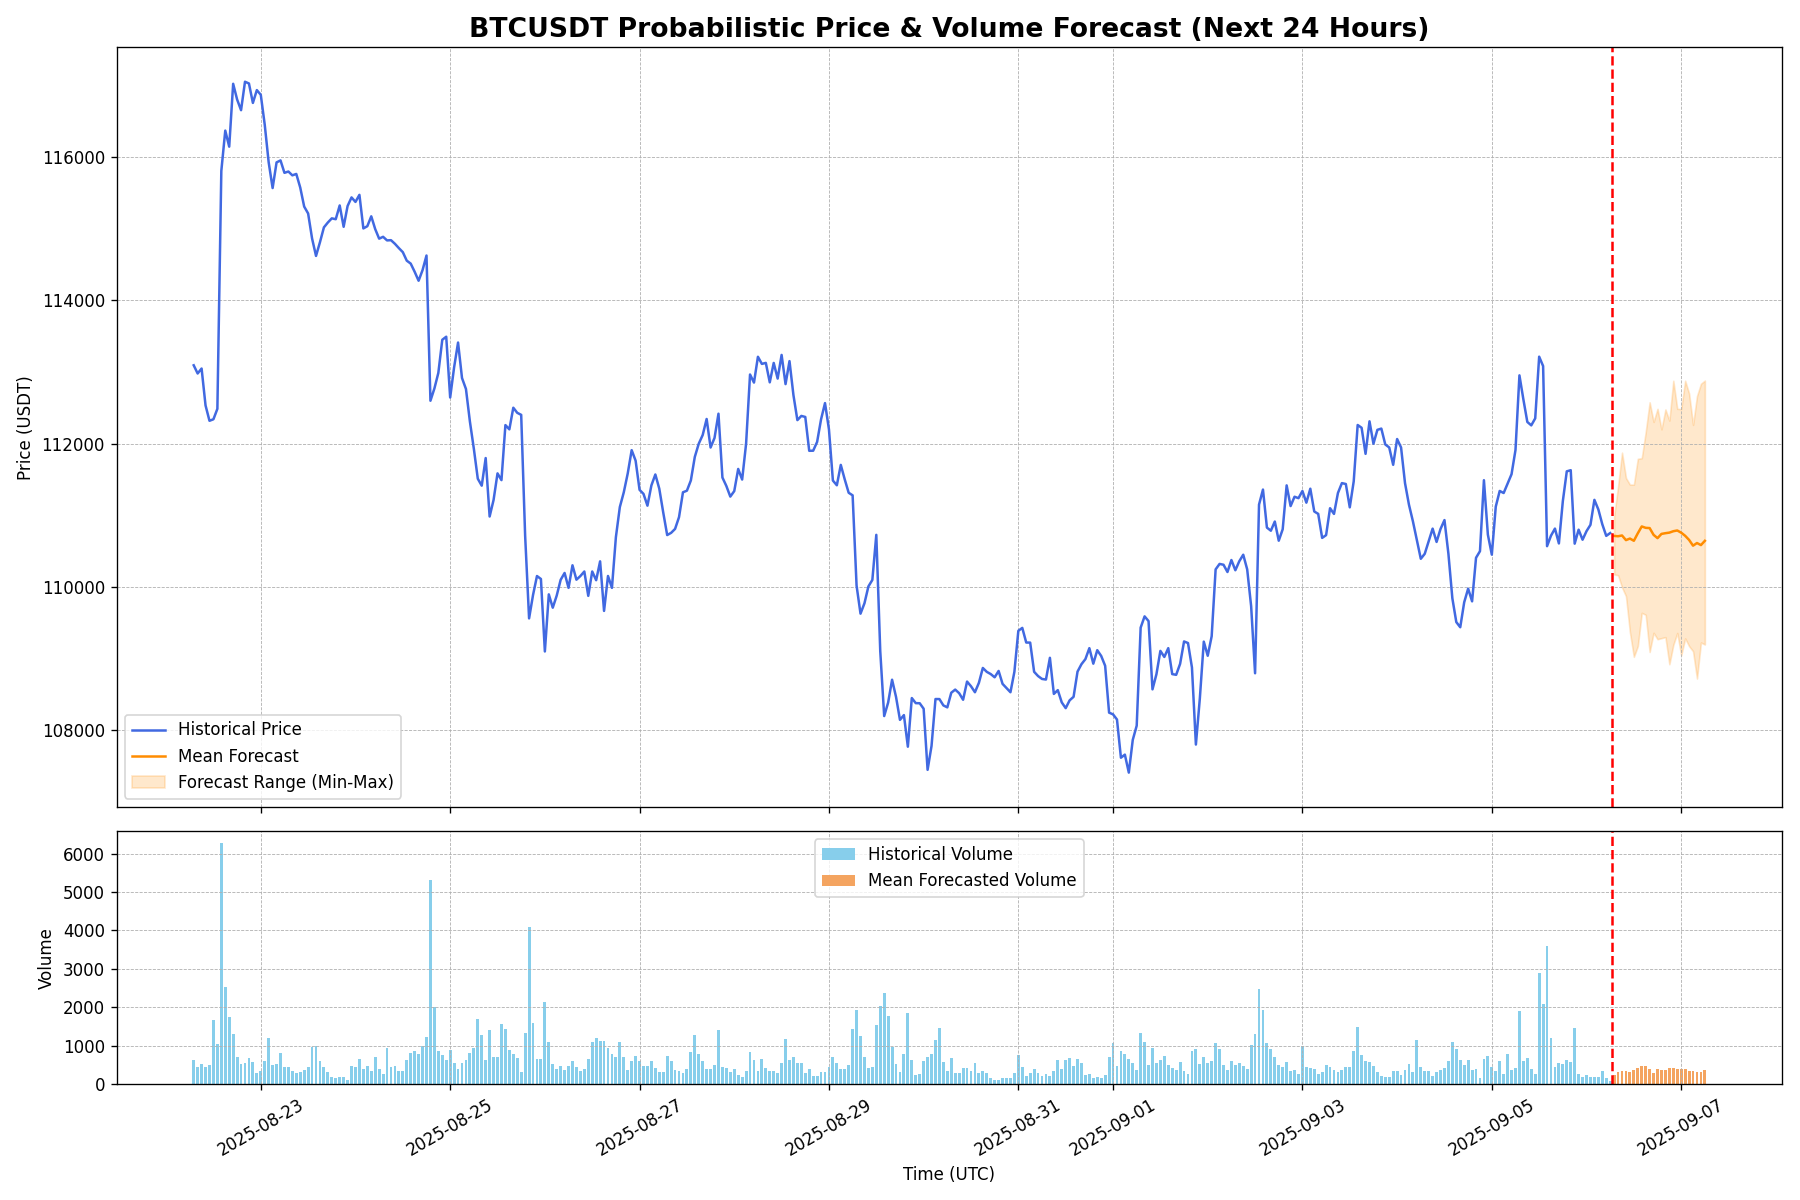 BTCUSDT Probabilistic Price & Volume Forecast (Next 24 Hours)
116000
114000
112000
110000
108000
Price (USDT)
Historical Price
Mean Forecast
Forecast Range (Min-Max)
6000
5000
4000
3000
2000
1000
0
Volume
Historical Volume
Mean Forecasted Volume
2025-08-23
2025-08-25
2025-08-27
2025-08-29
2025-08-31
2025-09-01
2025-09-03
2025-09-05
2025-09-07
Time (UTC)